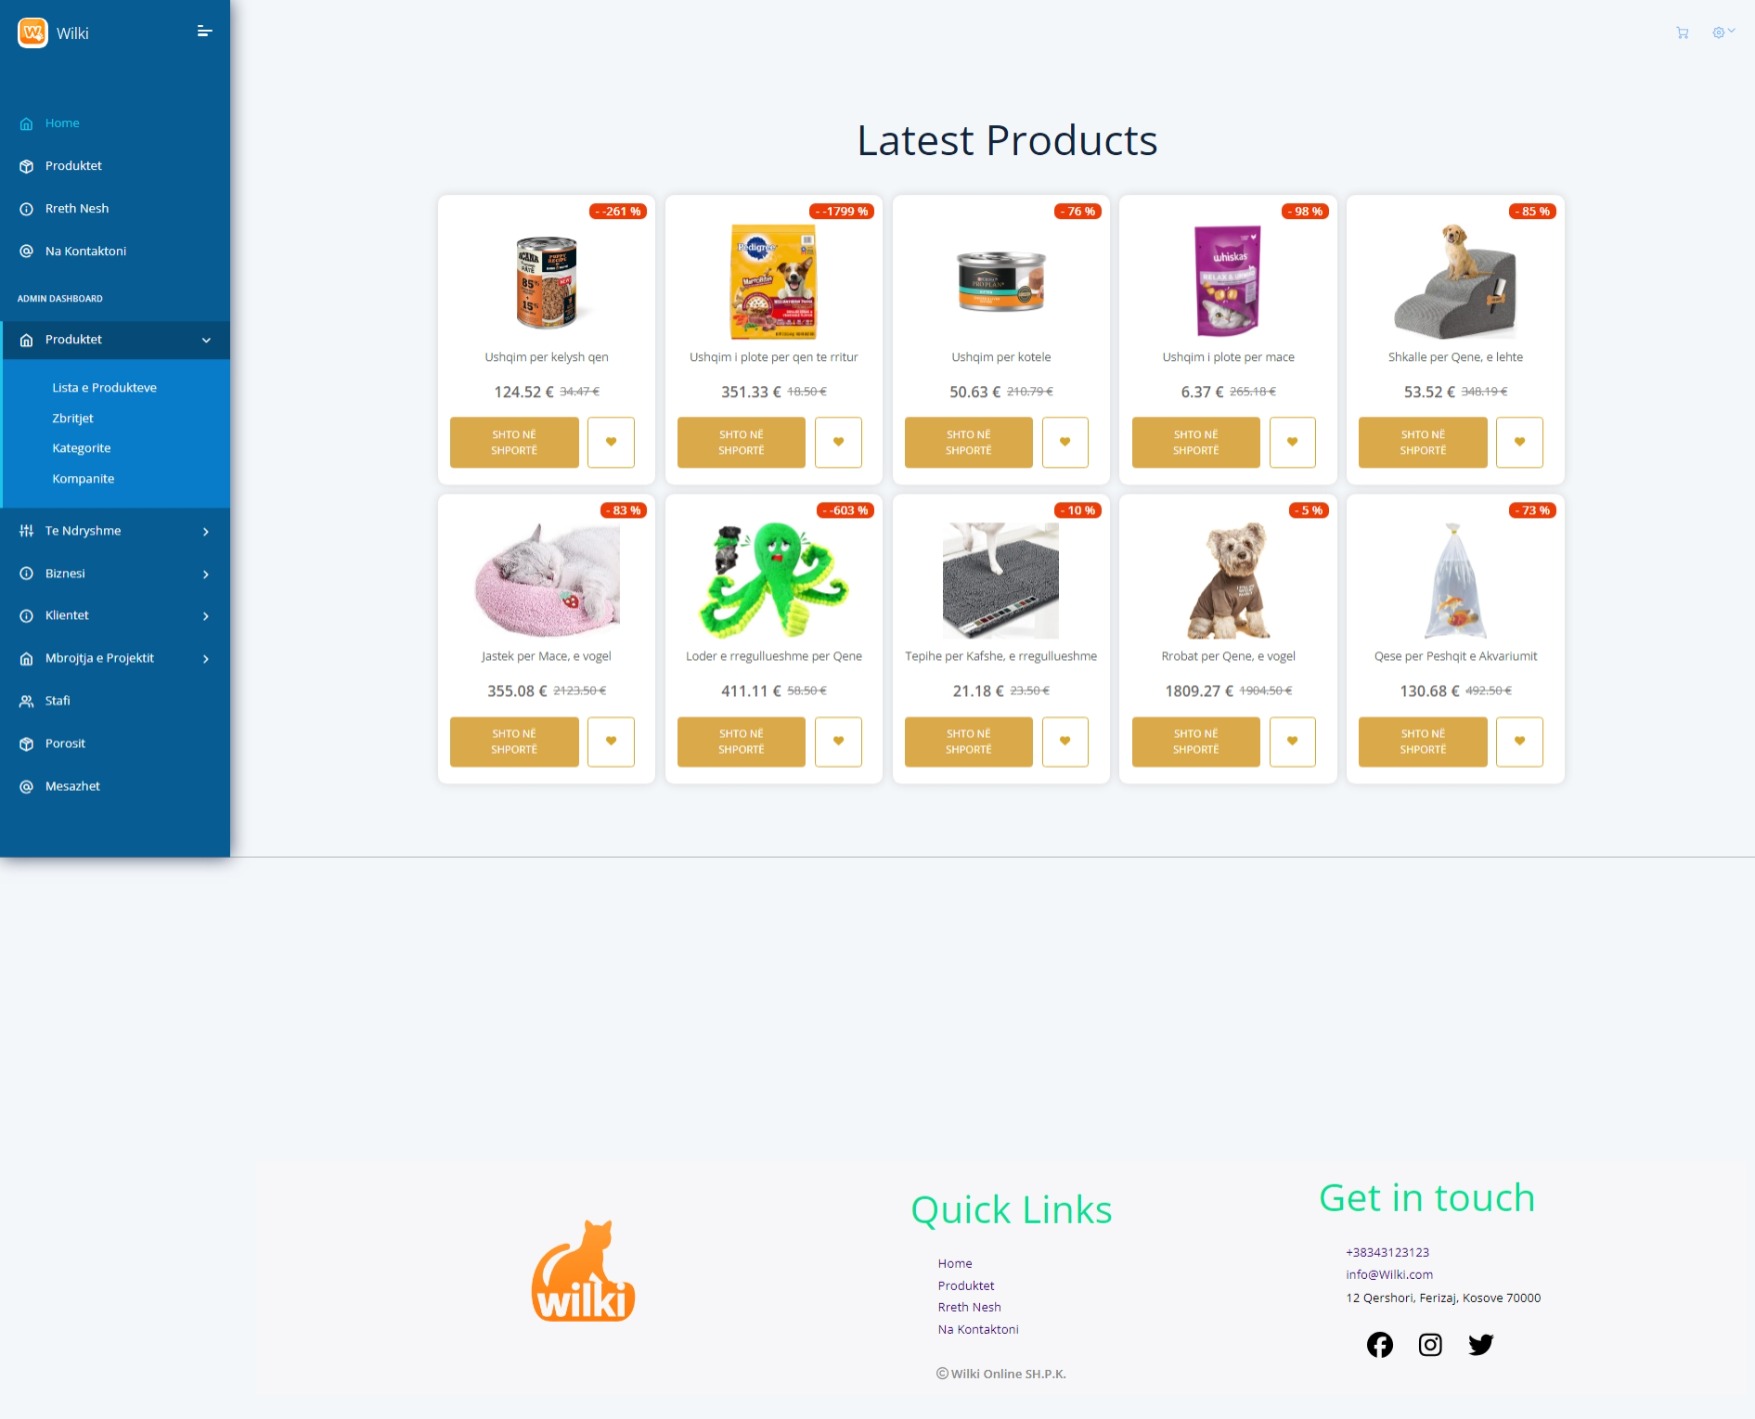 Wilki
Home
Produktet
Rreth Nesh
Na Kontaktoni
ADMIN DASHBOARD
Produktet
Lista e Produkteve
Zbritjet
Kategorite
Kompanite
Te Ndryshme
Biznesi
Klientet
Mbrojtja e Projektit
Stafi
Porosit
Mesazhet
Latest Products
- -261 %
ACANA
85%
15%
Ushqim per kelysh qen
124.52 € 34.47 €
SHTO NË
SHPORTË
- -1799 %
Pedigree
Ushqim i plote per qen te rritur
351.33 € 18.50 €
SHTO NË
SHPORTË
- 76 %
PRO PLAN
Ushqim per kotele
50.63 € 210.79 €
SHTO NË
SHPORTË
- 98 %
whiskas
Ushqim i plote per mace
6.37 € 265.18 €
SHTO NË
SHPORTË
- 85 %
Shkalle per Qene, e lehte
53.52 € 348.19 €
SHTO NË
SHPORTË
- 83 %
Jastek per Mace, e vogel
355.08 € 2123.50 €
SHTO NË
SHPORTË
- -603 %
Loder e rregullueshme per Qene
411.11 € 58.50 €
SHTO NË
SHPORTË
- 10 %
Tepihe per Kafshe, e rregullueshme
21.18 € 23.50 €
SHTO NË
SHPORTË
- 5 %
Rrobat per Qene, e vogel
1809.27 € 1904.50 €
SHTO NË
SHPORTË
- 73 %
Qese per Peshqit e Akvariumit
130.68 € 492.50 €
SHTO NË
SHPORTË
wilki
Quick Links
Home
Produktet
Rreth Nesh
Na Kontaktoni
© Wilki Online SH.P.K.
Get in touch
+38343123123
info@Wilki.com
12 Qershori, Ferizaj, Kosove 70000